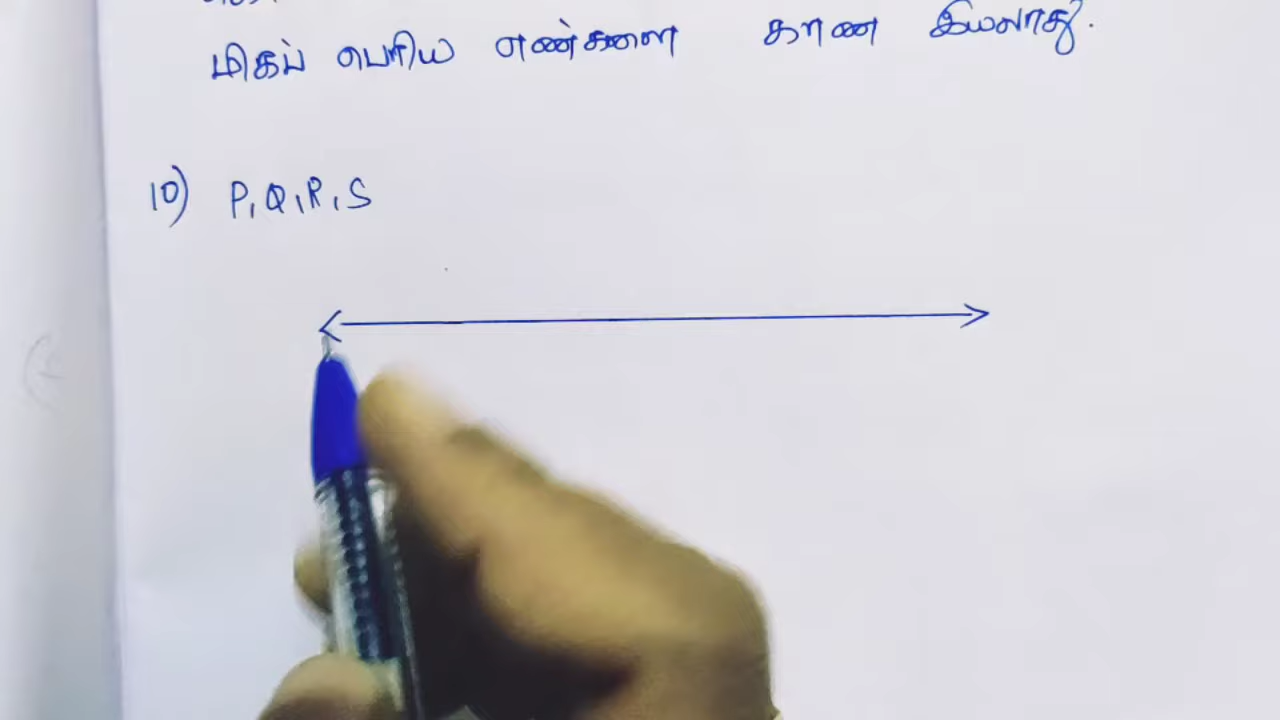 மிகப் பெரிய எண்களை காண இயலாது.
10) P, Q, R, S